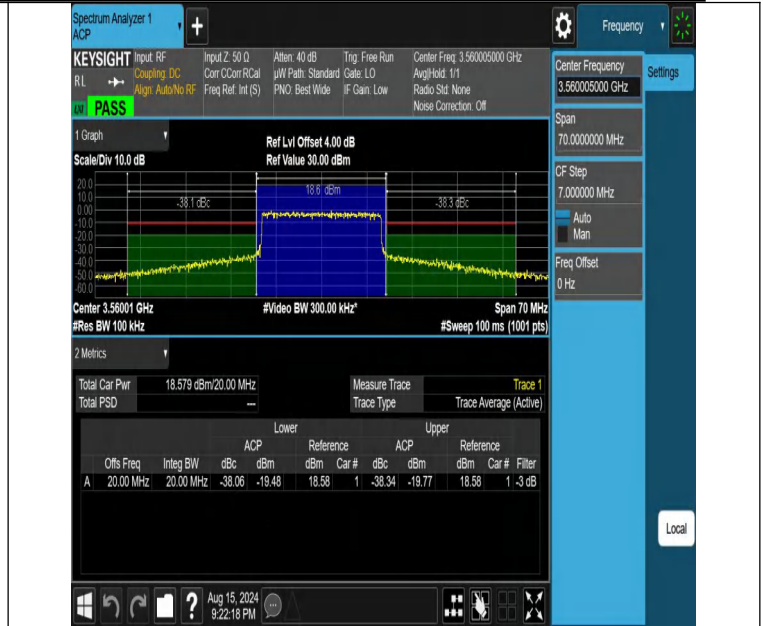 Spectrum Analyzer 1
ACP
+
Frequency
KEYSIGHT Input: RF Input Z: 50 Ω Atten: 40 dB Trig: Free Run Center Freq: 3.560005000 GHz
RL Coupling: DC Corr CCorr RCal µW Path: Standard Gate: LO Avg|Hold: 1/1
Align: Auto/No RF Freq Ref: Int (S) PNO: Best Wide IF Gain: Low Radio Std: None
PASS Noise Correction: Off
Center Frequency
3.560005000 GHz
Settings
Span
70.0000000 MHz
CF Step
7.000000 MHz
Auto
Man
Freq Offset
0 Hz
1 Graph
Ref Lvl Offset 4.00 dB
Scale/Div 10.0 dB Ref Value 30.00 dBm
20.0
10.0
0.00
-10.0
-20.0
-30.0
-40.0
-50.0
-60.0
-38.1 dBc 18.6 dBm -38.3 dBc
Center 3.56001 GHz #Video BW 300.00 kHz* Span 70 MHz
#Res BW 100 kHz #Sweep 100 ms (1001 pts)
2 Metrics
Total Car Pwr 18.579 dBm/20.00 MHz Measure Trace Trace 1
Total PSD --- Trace Type Trace Average (Active)
Lower Upper
ACP Reference ACP Reference
Offs Freq Integ BW dBc dBm dBm Car # dBc dBm dBm Car # Filter
A 20.00 MHz 20.00 MHz -38.06 -19.48 18.58 1 -38.34 -19.77 18.58 1 -3 dB
Local
? Aug 15, 2024
9:22:18 PM